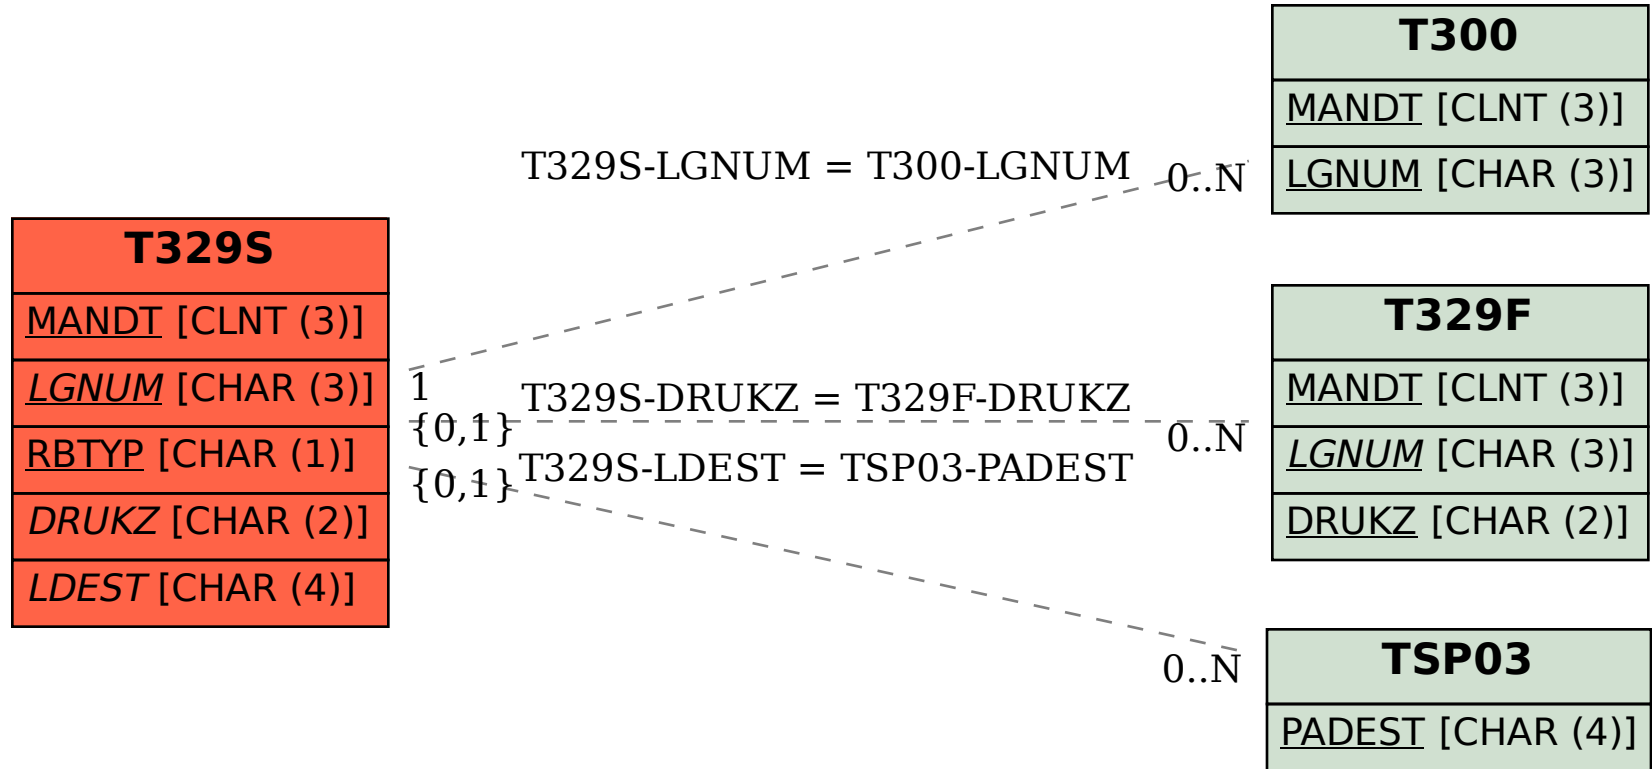 T329S
MANDT [CLNT (3)]
LGNUM [CHAR (3)]
RBTYP [CHAR (1)]
DRUKZ [CHAR (2)]
LDEST [CHAR (4)]
T329S-LGNUM = T300-LGNUM
0..N
1
T329S-DRUKZ = T329F-DRUKZ
{0,1}
0..N
T329S-LDEST = TSP03-PADEST
{0,1}
0..N
T300
MANDT [CLNT (3)]
LGNUM [CHAR (3)]
T329F
MANDT [CLNT (3)]
LGNUM [CHAR (3)]
DRUKZ [CHAR (2)]
TSP03
PADEST [CHAR (4)]